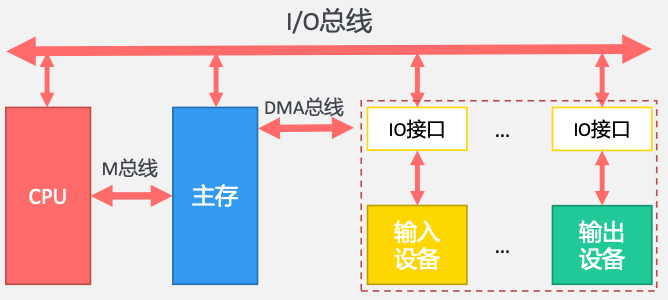 I/O总线
DMA总线
IO接口
...
IO接口
M总线
CPU
主存
输入
设备
...
输出
设备